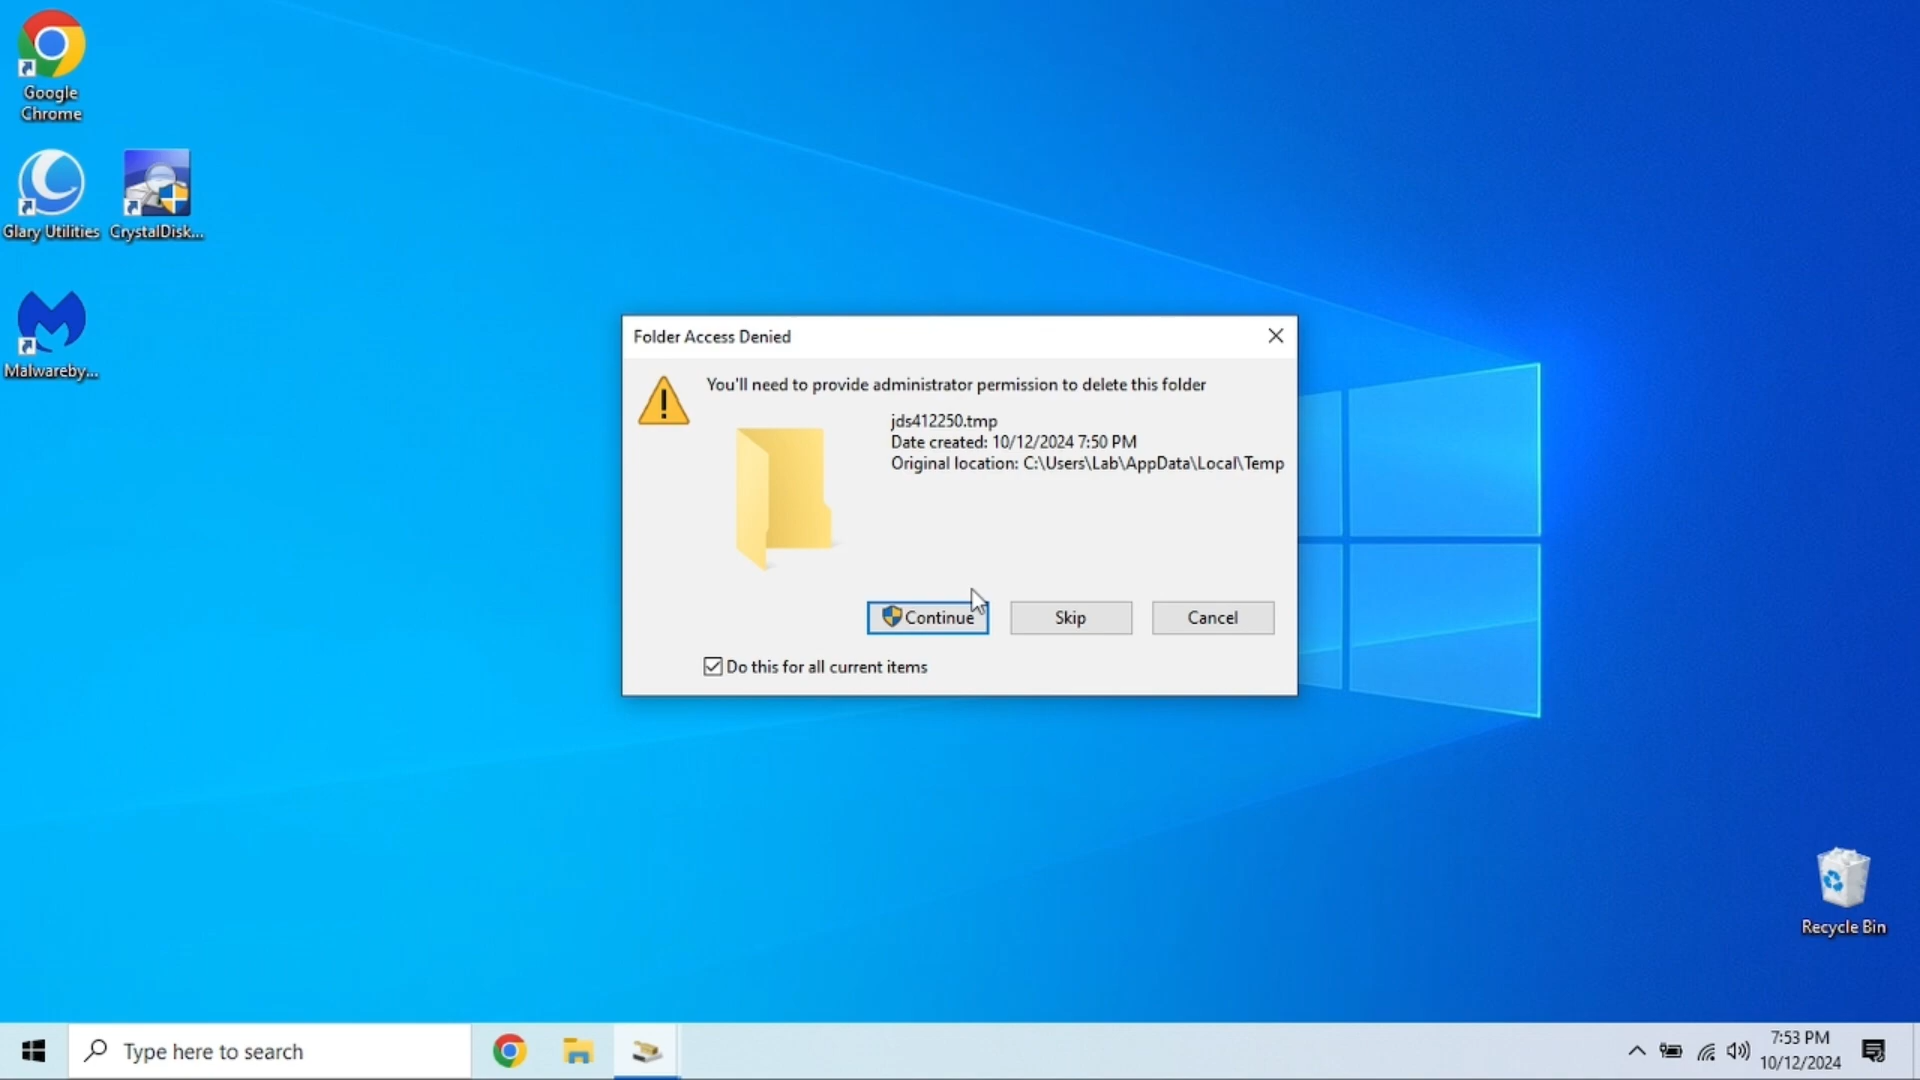 Google
Chrome
Glary Utilities
CrystalDisk...
Malwareby...
Folder Access Denied
You'll need to provide administrator permission to delete this folder
jds412250.tmp
Date created: 10/12/2024 7:50 PM
Original location: C:\Users\Lab\AppData\Local\Temp
Continue
Skip
Cancel
Do this for all current items
Recycle Bin
Type here to search
7:53 PM
10/12/2024